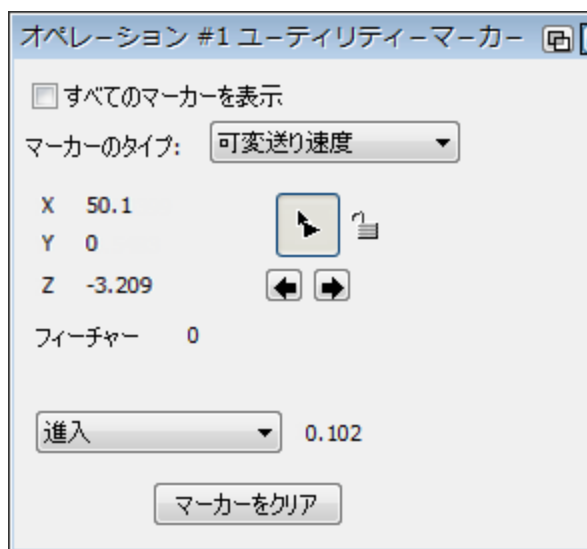 オペレーション #1 ユーティリティーマーカー
すべてのマーカーを表示
マーカーのタイプ: 可変送り速度
X 50.1
Y 0
Z -3.209
フィーチャー 0
進入 0.102
マーカーをクリア